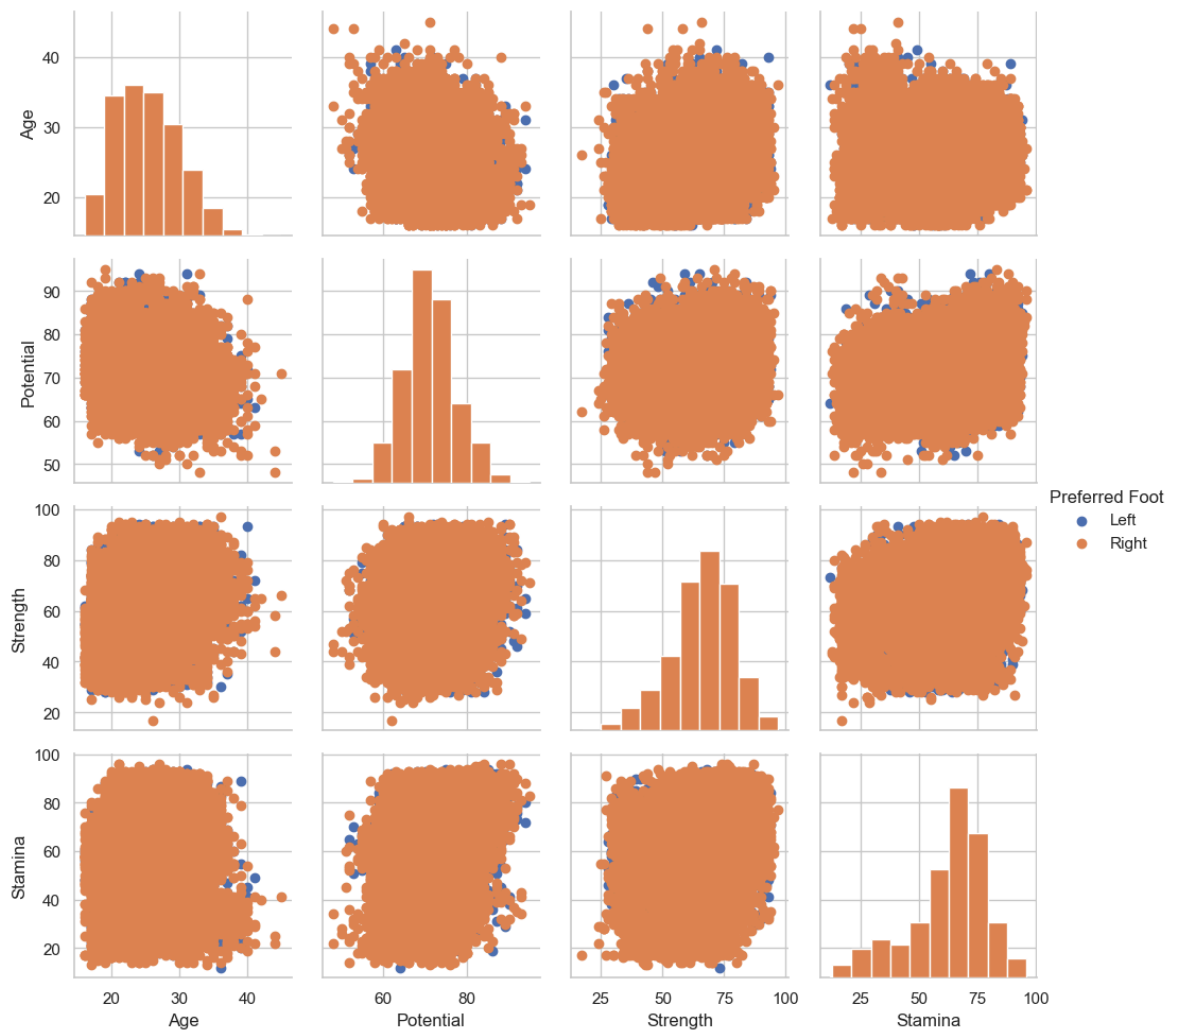 40
30
20
Age
90
80
70
60
50
Potential
Preferred Foot
Left
Right
100
80
60
40
20
Strength
100
80
60
40
20
Stamina
20 30 40
60 80
25 50 75 100
25 50 75 100
Age Potential Strength Stamina